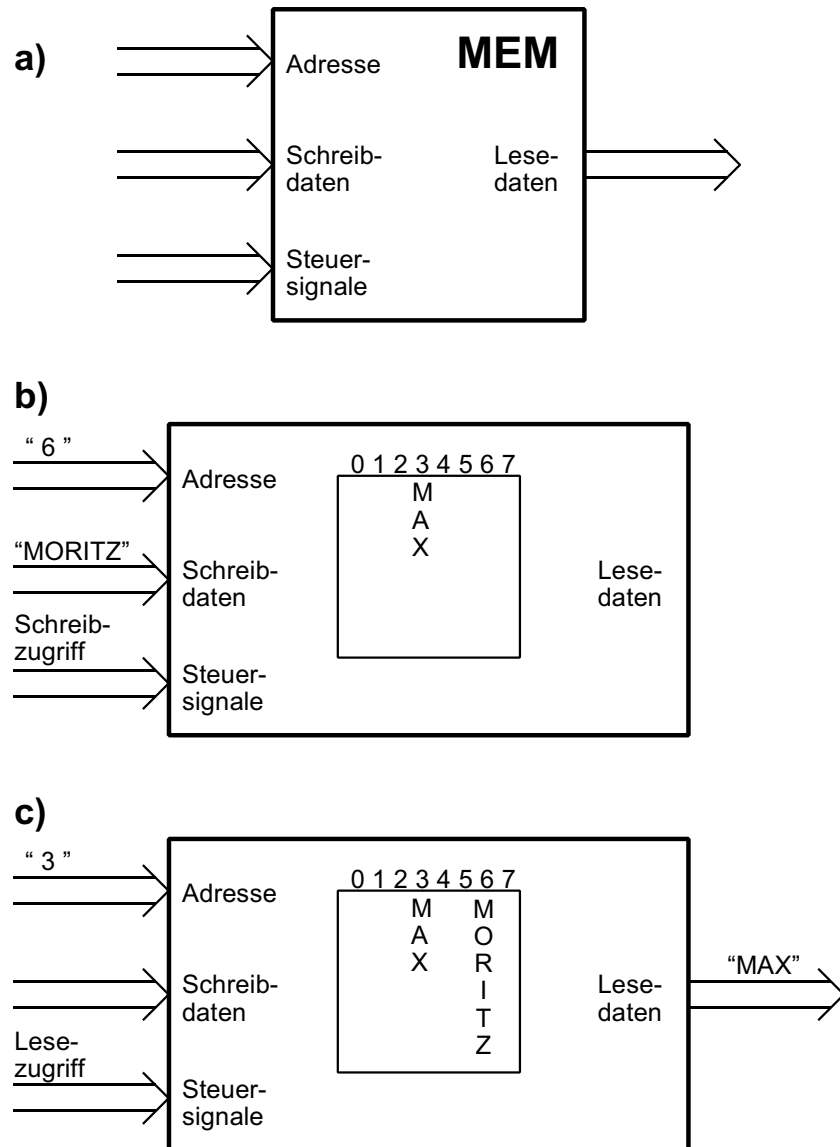 a)
MEM
Adresse
Schreib-
daten
Lese-
daten
Steuer-
signale
b)
“ 6 ”
Adresse
0 1 2 3 4 5 6 7
M
A
X
“MORITZ”
Schreib-
daten
Lese-
daten
Schreib-
zugriff
Steuer-
signale
c)
“ 3 ”
Adresse
0 1 2 3 4 5 6 7
M M
A O
X R
I
T
Z
Schreib-
daten
Lese-
daten
“MAX”
Lese-
zugriff
Steuer-
signale